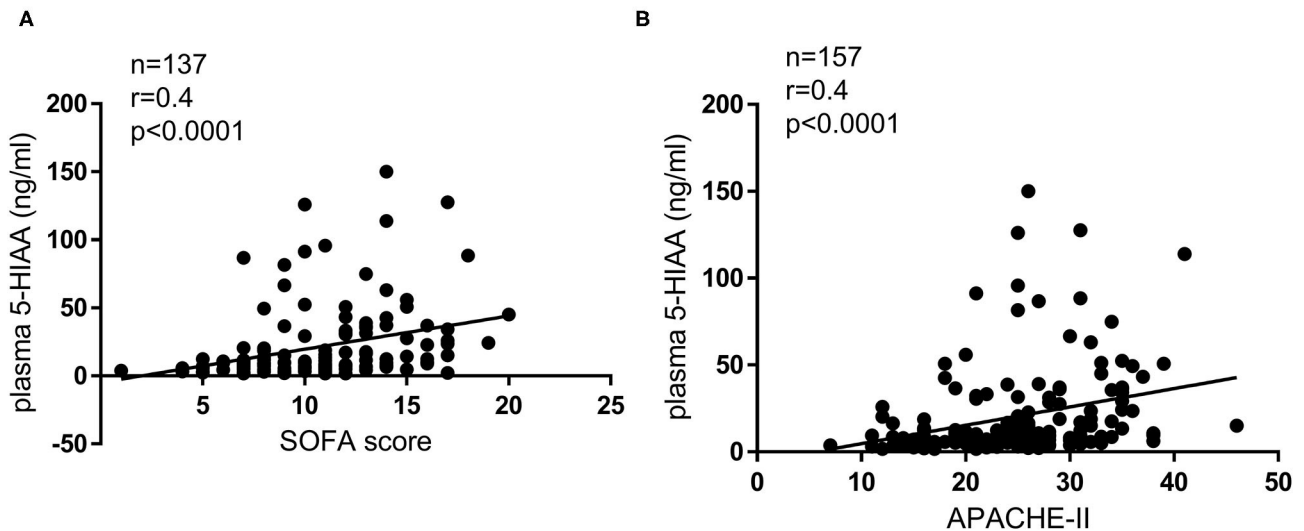 A
n=137
r=0.4
p<0.0001
plasma 5-HIAA (ng/ml)
200
150
100
50
0
-50
5 10 15 20 25
SOFA score
B
n=157
r=0.4
p<0.0001
plasma 5-HIAA (ng/ml)
200
150
100
50
0
0 10 20 30 40 50
APACHE-II